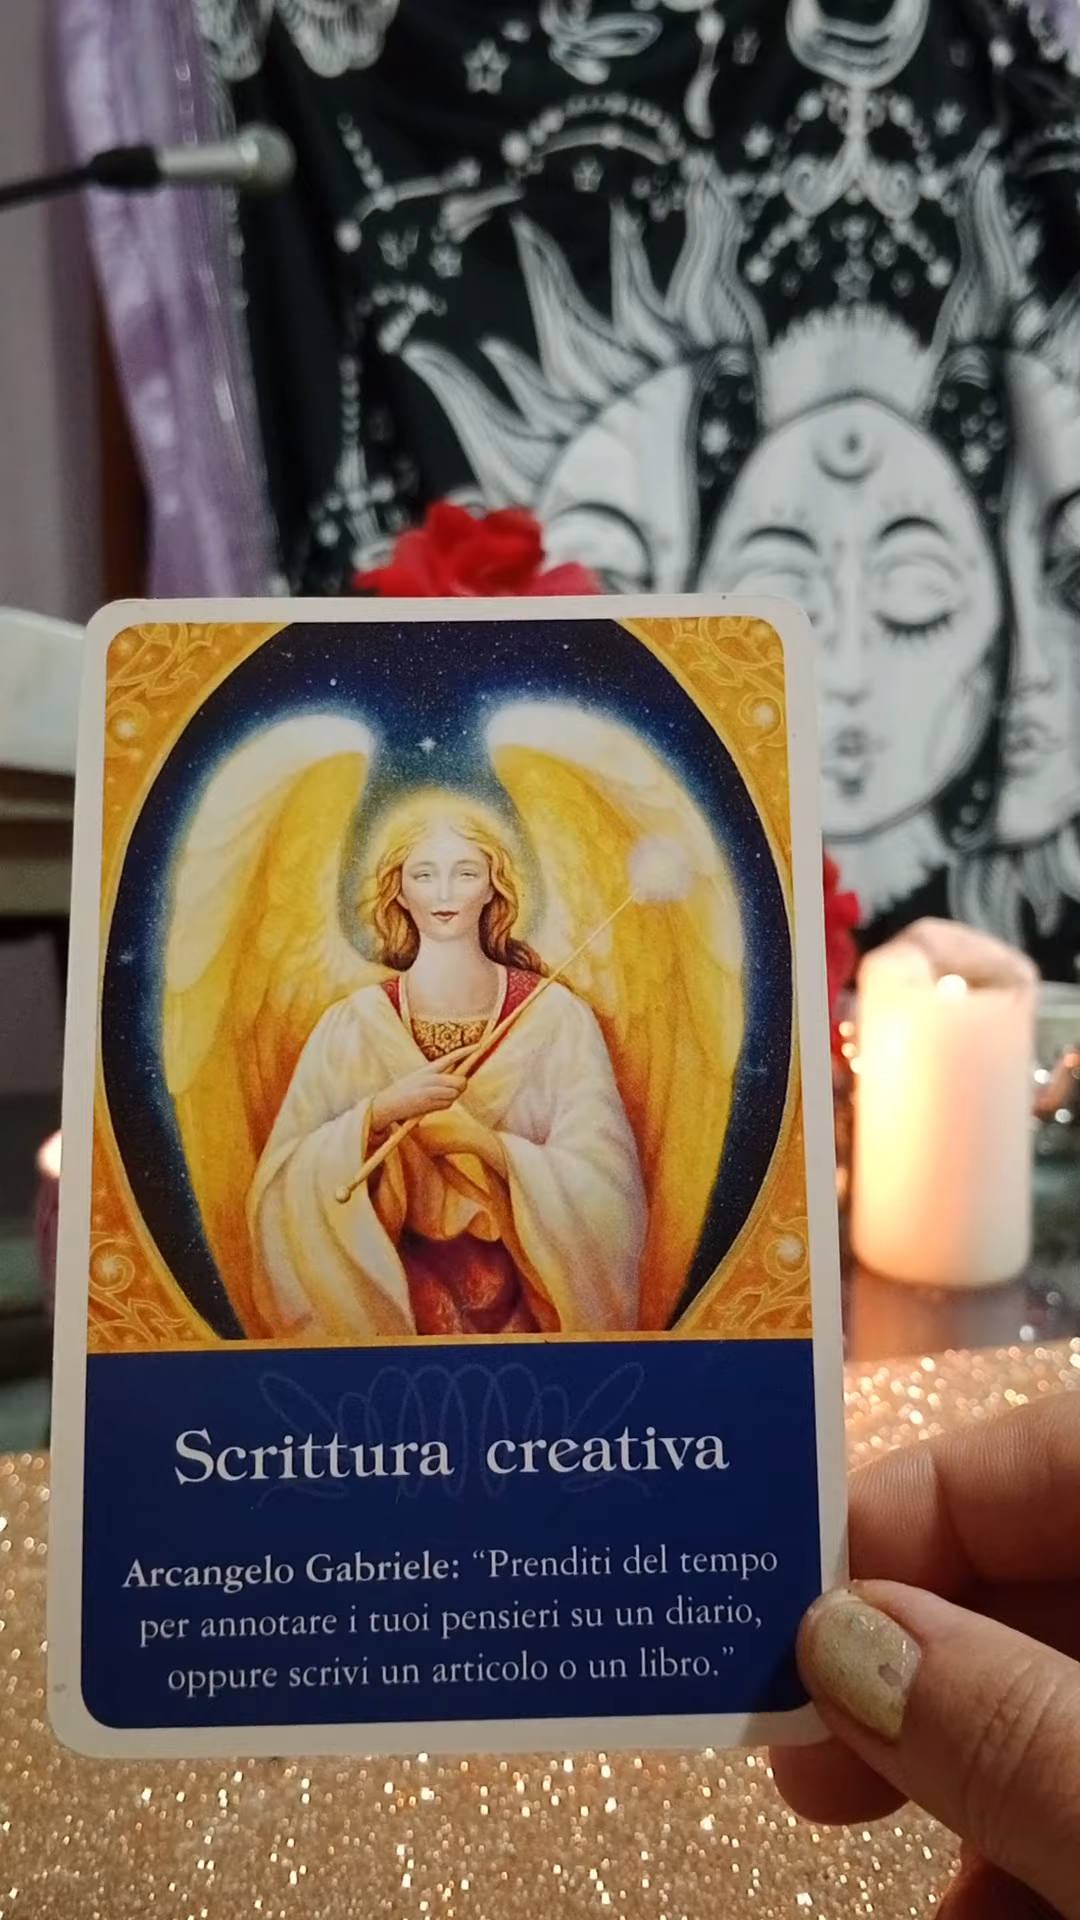 Scrittura creativa
Arcangelo Gabriele: “Prenditi del tempo
per annotare i tuoi pensieri su un diario,
oppure scrivi un articolo o un libro.”